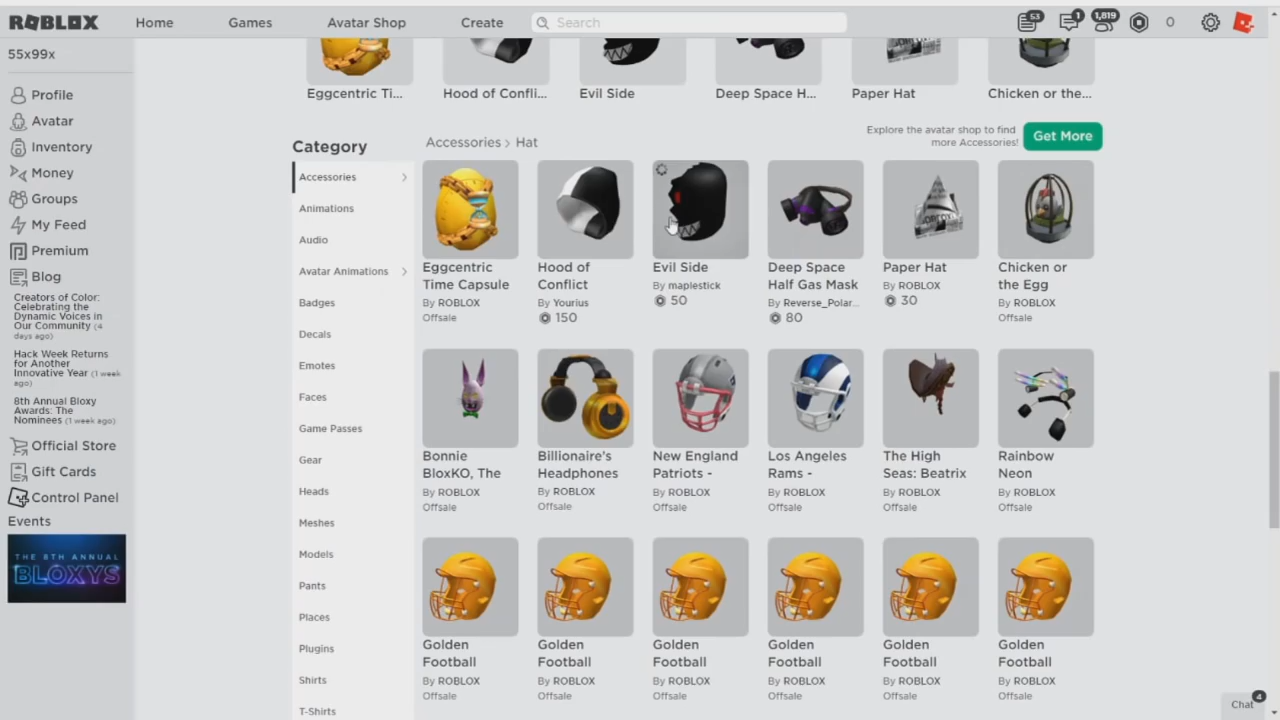 ROBLOX
Home
Games
Avatar Shop
Create
Search
53
1
1,819
0
55x99x
Profile
Avatar
Inventory
Money
Groups
My Feed
Premium
Blog
Creators of Color:
Celebrating the
Dynamic Voices in
Our Community (4
days ago)
Hack Week Returns
for Another
Innovative Year (1 week
ago)
8th Annual Bloxy
Awards: The
Nominees (1 week ago)
Official Store
Gift Cards
Control Panel
Events
THE 8TH ANNUAL
BLOXYS
Eggcentric Ti...
Hood of Confli...
Evil Side
Deep Space H...
Paper Hat
Chicken or the...
Category
Accessories
Animations
Audio
Avatar Animations
Badges
Decals
Emotes
Faces
Game Passes
Gear
Heads
Meshes
Models
Pants
Places
Plugins
Shirts
T-Shirts
Accessories > Hat
Explore the avatar shop to find
more Accessories!
Get More
Eggcentric
Time Capsule
By ROBLOX
Offsale
Hood of
Conflict
By Yourius
150
Evil Side
By maplestick
50
Deep Space
Half Gas Mask
By Reverse_Polar...
80
Paper Hat
By ROBLOX
30
Chicken or
the Egg
By ROBLOX
Offsale
Bonnie
BloxKO, The
By ROBLOX
Offsale
Billionaire's
Headphones
By ROBLOX
Offsale
New England
Patriots -
By ROBLOX
Offsale
Los Angeles
Rams -
By ROBLOX
Offsale
The High
Seas: Beatrix
By ROBLOX
Offsale
Rainbow
Neon
By ROBLOX
Offsale
Golden
Football
By ROBLOX
Offsale
Golden
Football
By ROBLOX
Offsale
Golden
Football
By ROBLOX
Offsale
Golden
Football
By ROBLOX
Offsale
Golden
Football
By ROBLOX
Offsale
Golden
Football
By ROBLOX
Offsale
Chat
4